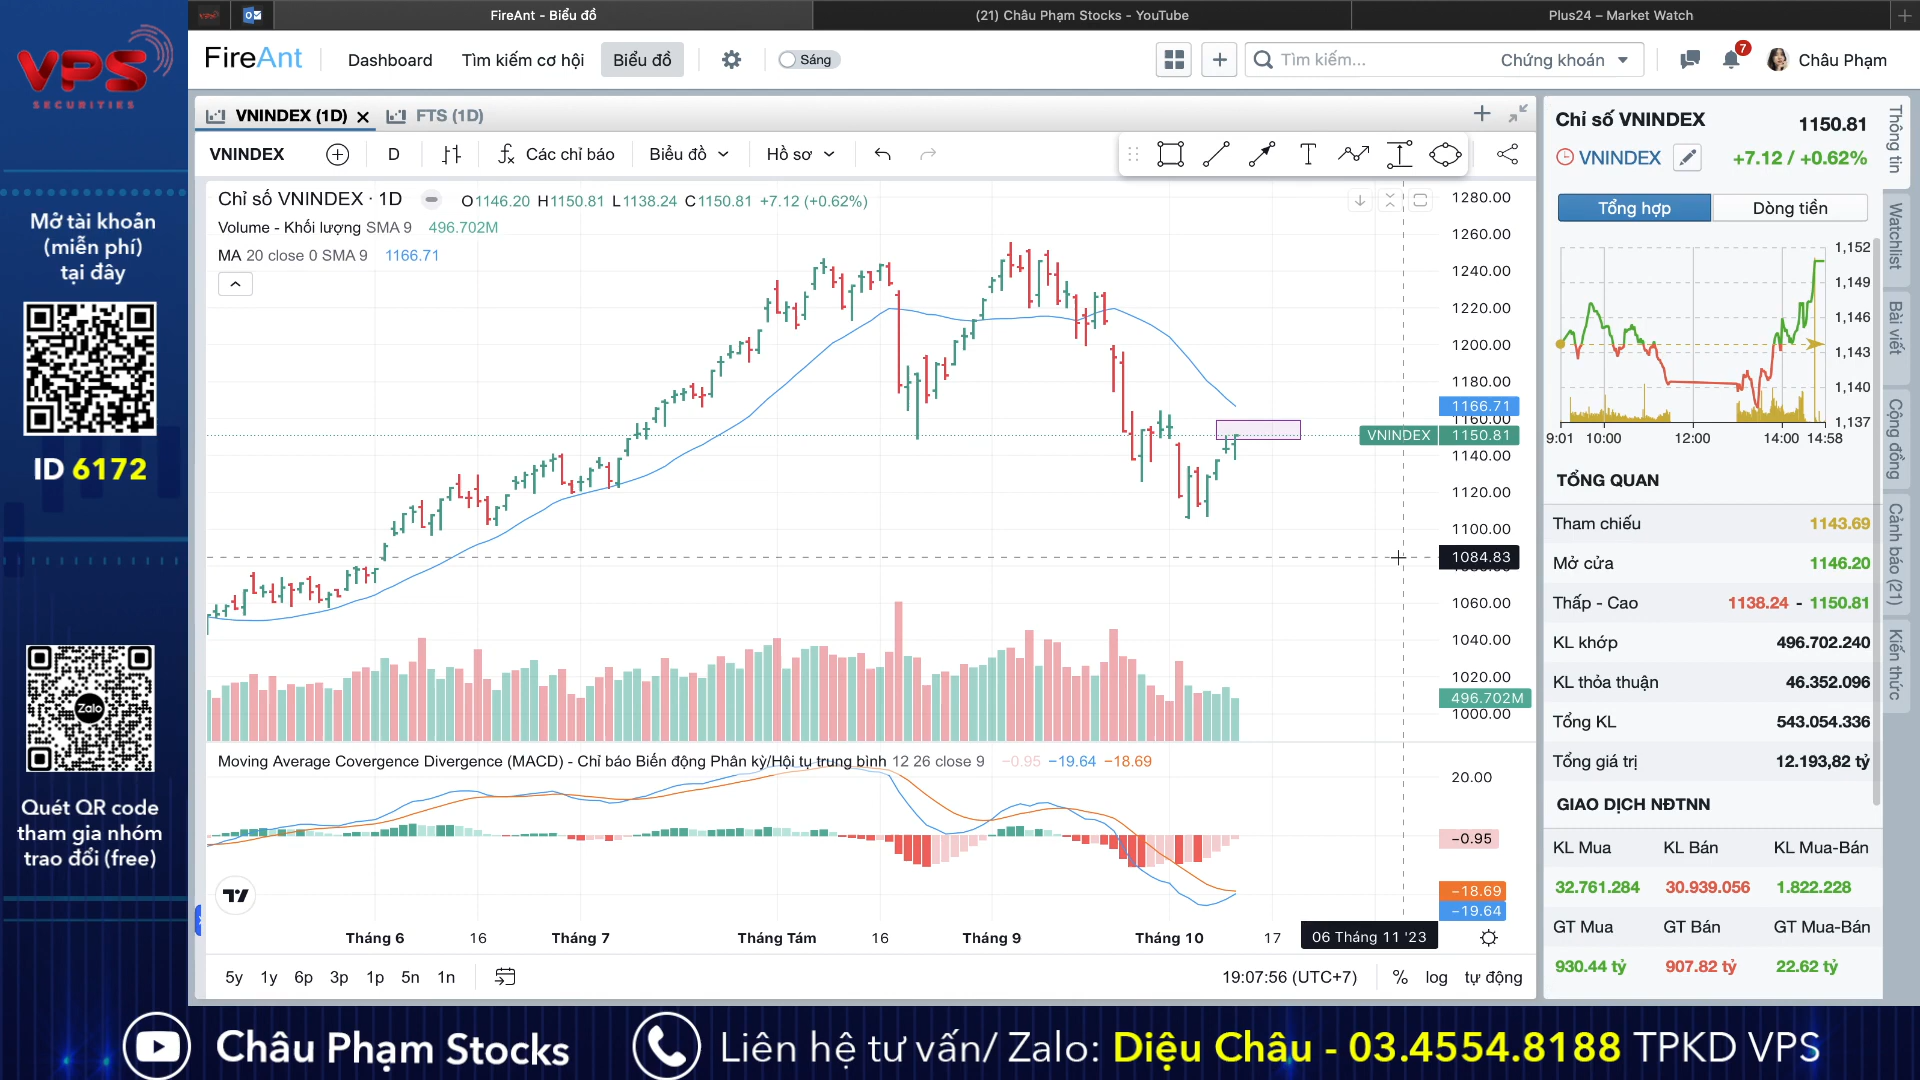 VPS
SECURITIES
Mở tài khoản
(miễn phí)
tại đây
ID 6172
Zalo
Quét QR code
tham gia nhóm
trao đổi (free)
FireAnt - Biểu đồ
(21) Châu Phạm Stocks - YouTube
Plus24 – Market Watch
FireAnt
Dashboard
Tìm kiếm cơ hội
Biểu đồ
Sáng
Tìm kiếm...
Chứng khoán
7
Châu Phạm
VNINDEX (1D)
FTS (1D)
VNINDEX
D
Các chỉ báo
Biểu đồ
Hồ sơ
Chỉ số VNINDEX · 1D
O1146.20 H1150.81 L1138.24 C1150.81 +7.12 (+0.62%)
Volume - Khối lượng SMA 9 496.702M
MA 20 close 0 SMA 9 1166.71
1280.00
1260.00
1240.00
1220.00
1200.00
1180.00
1166.71
1160.00
VNINDEX 1150.81
1140.00
1120.00
1100.00
1084.83
1060.00
1040.00
1020.00
496.702M
1000.00
Moving Average Covergence Divergence (MACD) - Chỉ báo Biến động Phân kỳ/Hội tụ trung bình 12 26 close 9 −0.95 −19.64 −18.69
20.00
−0.95
−18.69
−19.64
Tháng 6
16
Tháng 7
Tháng Tám
16
Tháng 9
Tháng 10
17
06 Tháng 11 '23
5y 1y 6p 3p 1p 5n 1n
19:07:56 (UTC+7)
% log tự động
Chỉ số VNINDEX
1150.81
VNINDEX
+7.12 / +0.62%
Tổng hợp
Dòng tiền
1,152
1,149
1,146
1,143
1,140
1,137
9:01 10:00 12:00 14:00 14:58
TỔNG QUAN
Tham chiếu 1143.69
Mở cửa 1146.20
Thấp - Cao 1138.24 - 1150.81
KL khớp 496.702.240
KL thỏa thuận 46.352.096
Tổng KL 543.054.336
Tổng giá trị 12.193,82 tỷ
GIAO DỊCH NĐTNN
KL Mua KL Bán KL Mua-Bán
32.761.284 30.939.056 1.822.228
GT Mua GT Bán GT Mua-Bán
930.44 tỷ 907.82 tỷ 22.62 tỷ
Thông tin
Watchlist
Bài viết
Cộng đồng
Cảnh báo (21)
Kiến thức
Châu Phạm Stocks
Liên hệ tư vấn/ Zalo: Diệu Châu - 03.4554.8188 TPKD VPS